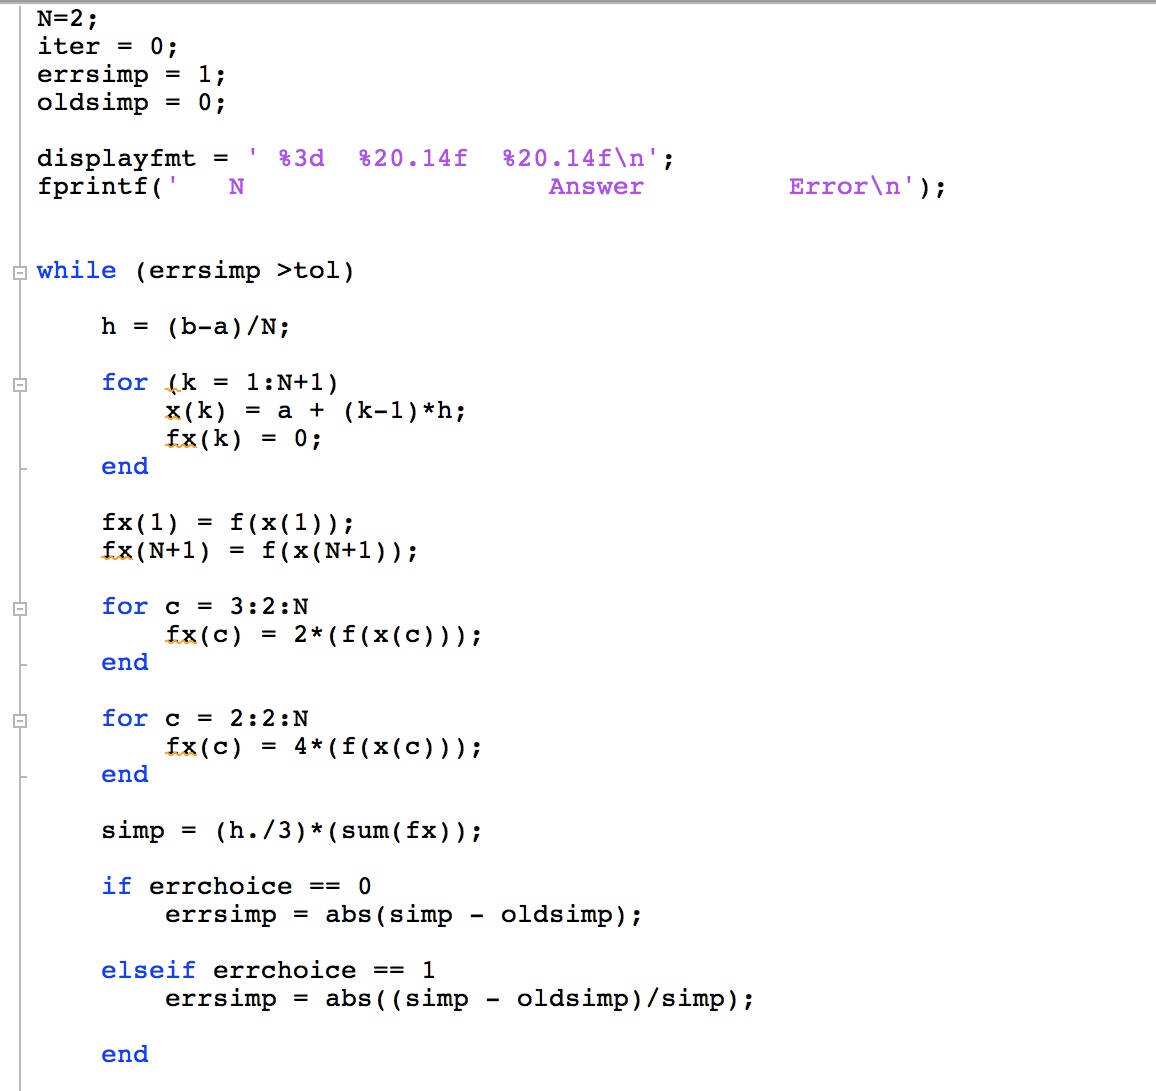 N=2;
iter = 0;
errsimp = 1;
oldsimp = 0;
displayfmt = ' %3d  %20.14f  %20.14f\n';
fprintf('   N                   Answer         Error\n');
while (errsimp >tol)
    h = (b-a)/N;
    for (k = 1:N+1)
        x(k) = a + (k-1)*h;
        fx(k) = 0;
    end
    fx(1) = f(x(1));
    fx(N+1) = f(x(N+1));
    for c = 3:2:N
        fx(c) = 2*(f(x(c)));
    end
    for c = 2:2:N
        fx(c) = 4*(f(x(c)));
    end
    simp = (h./3)*(sum(fx));
    if errchoice == 0
        errsimp = abs(simp - oldsimp);
    elseif errchoice == 1
        errsimp = abs((simp - oldsimp)/simp);
    end